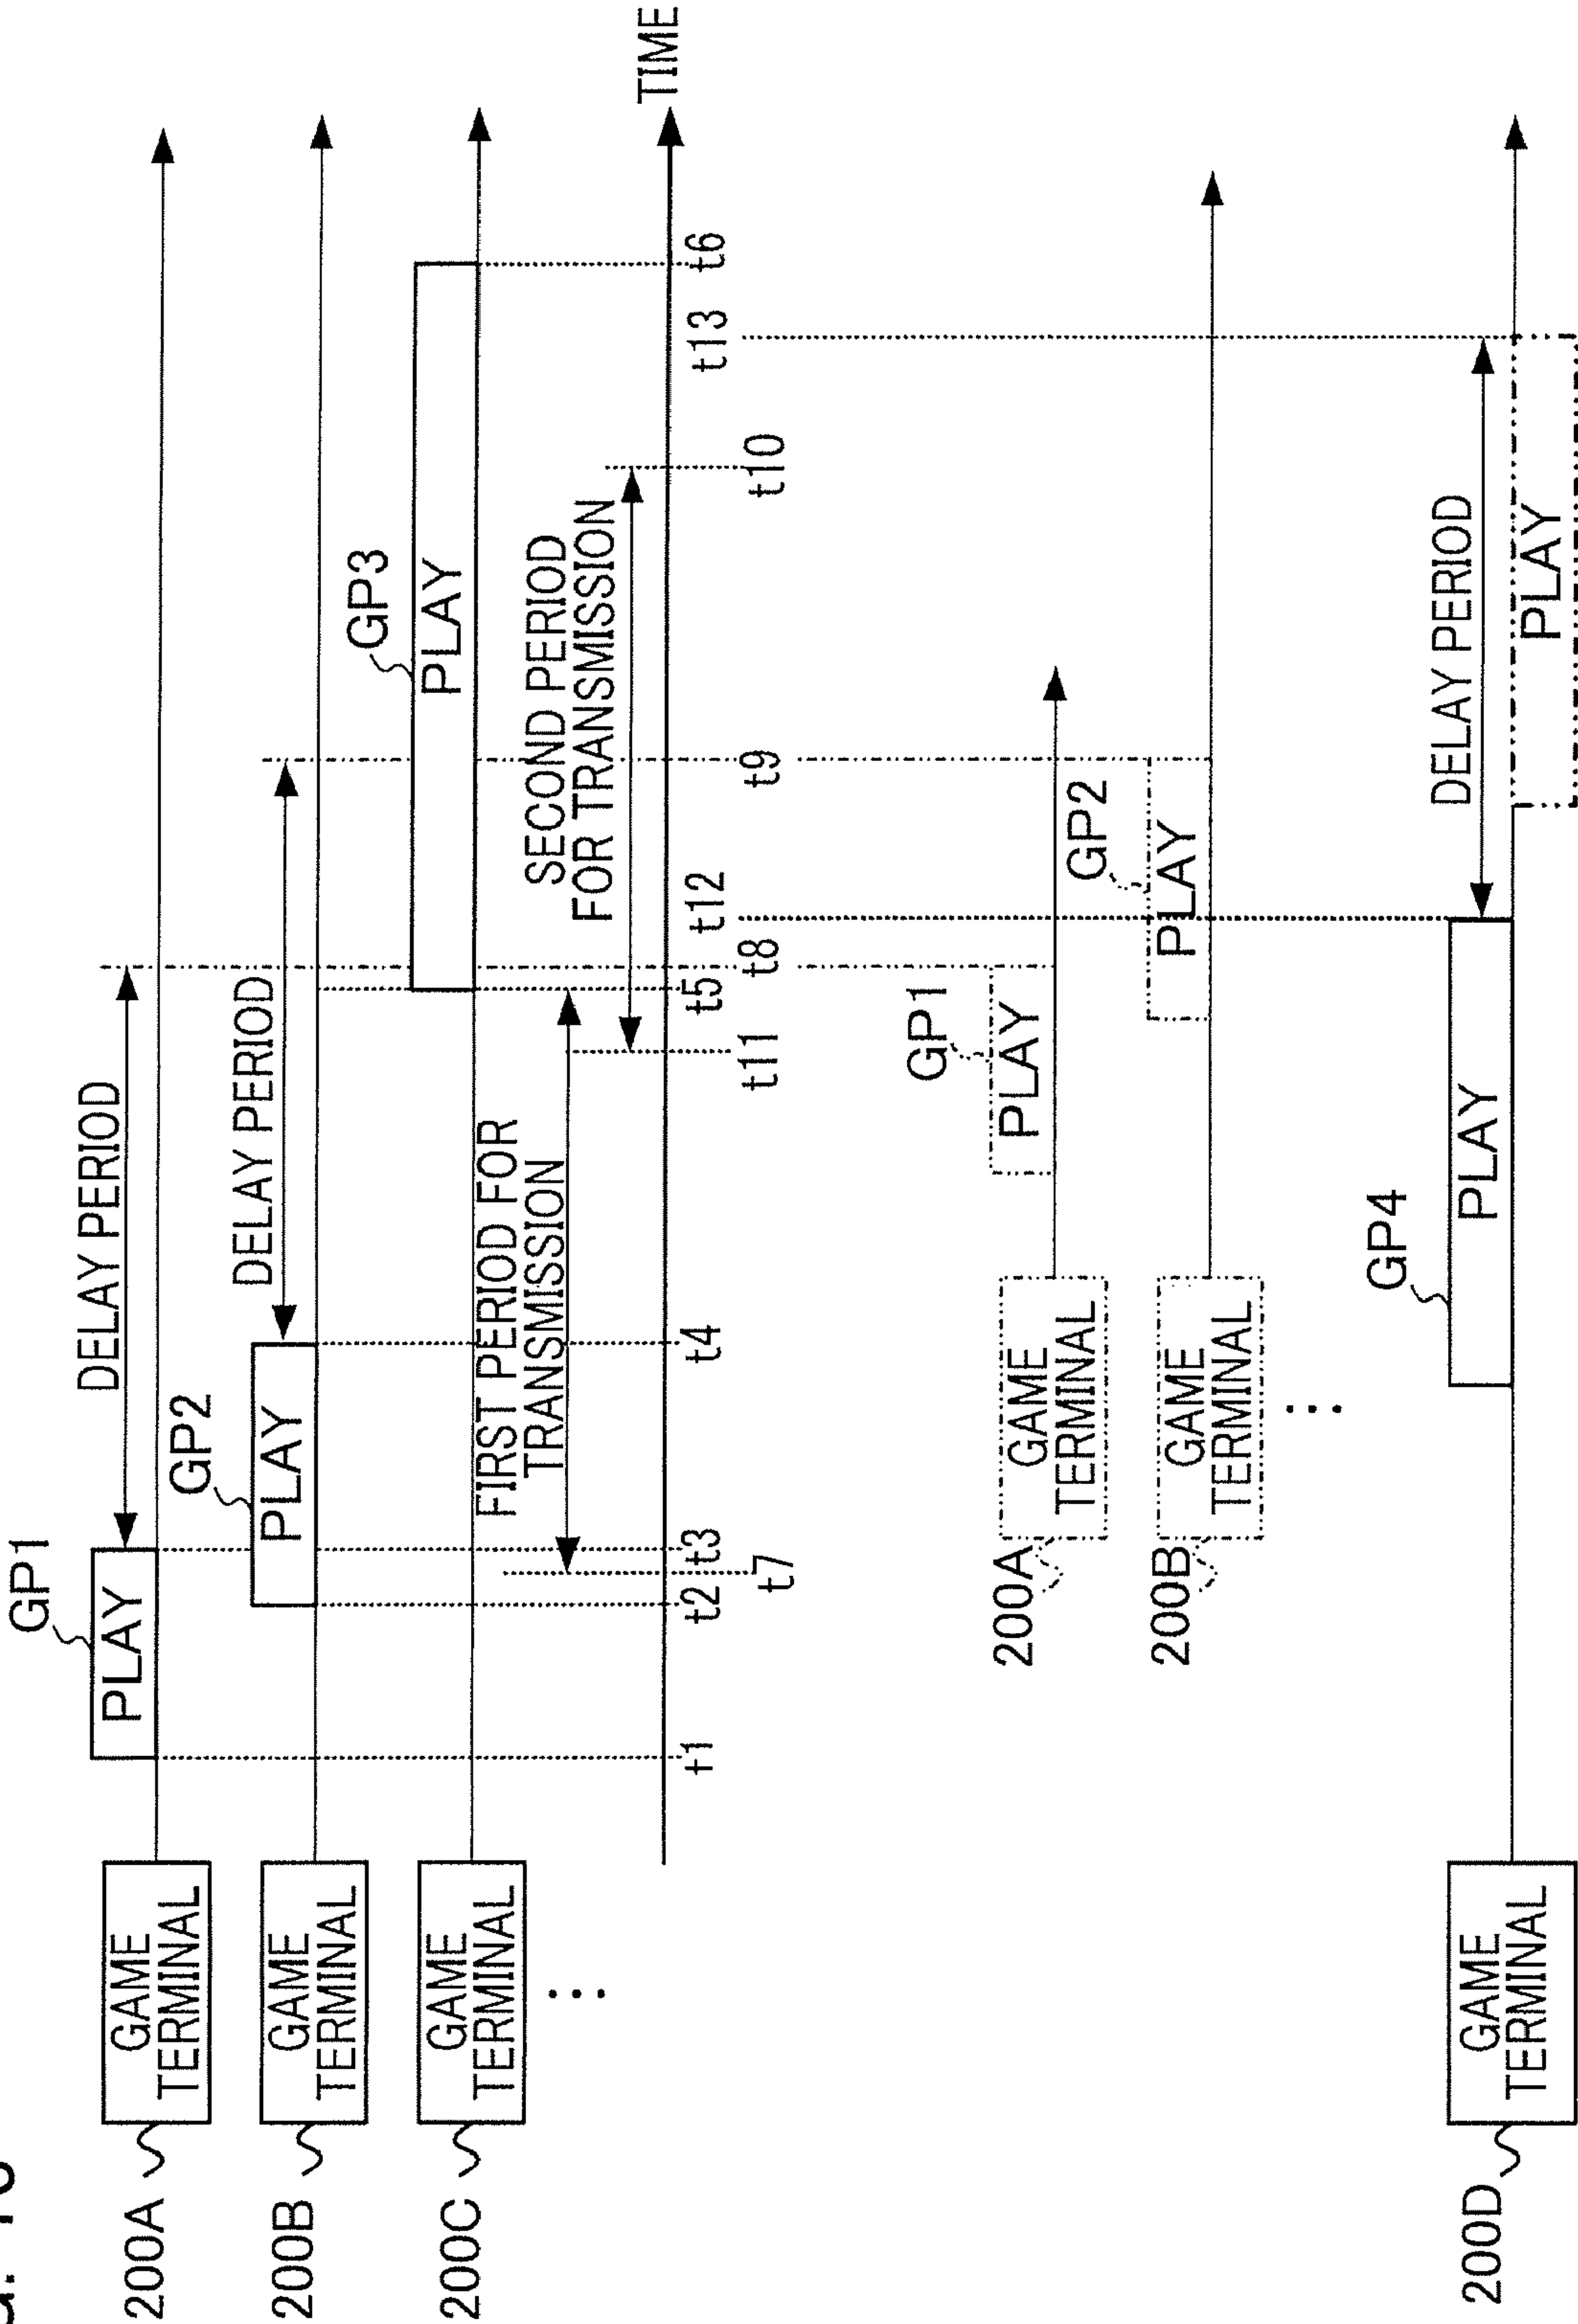 GP1
PLAY
DELAY PERIOD
200A
GAME
TERMINAL
GP2
PLAY
DELAY PERIOD
200B
GAME
TERMINAL
GP3
PLAY
200C
GAME
TERMINAL
FIRST PERIOD FOR
TRANSMISSION
SECOND PERIOD
FOR TRANSMISSION
TIME
t1
t2
t3
t4
t5
t12
t13
t6
t7
t11
t8
t9
t10
GP1
PLAY
200A
GAME
TERMINAL
GP2
PLAY
200B
GAME
TERMINAL
GP4
PLAY
DELAY PERIOD
200D
GAME
TERMINAL
PLAY